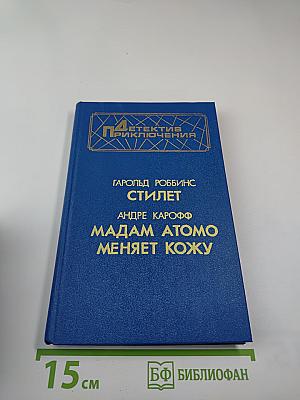 Детектив
Приключения
ГАРОЛЬД РОББИНС
СТИЛЕТ
АНДРЕ КАРОФФ
МАДАМ АТОМО
МЕНЯЕТ КОЖУ
15 см
БФ БИБЛИОФАН